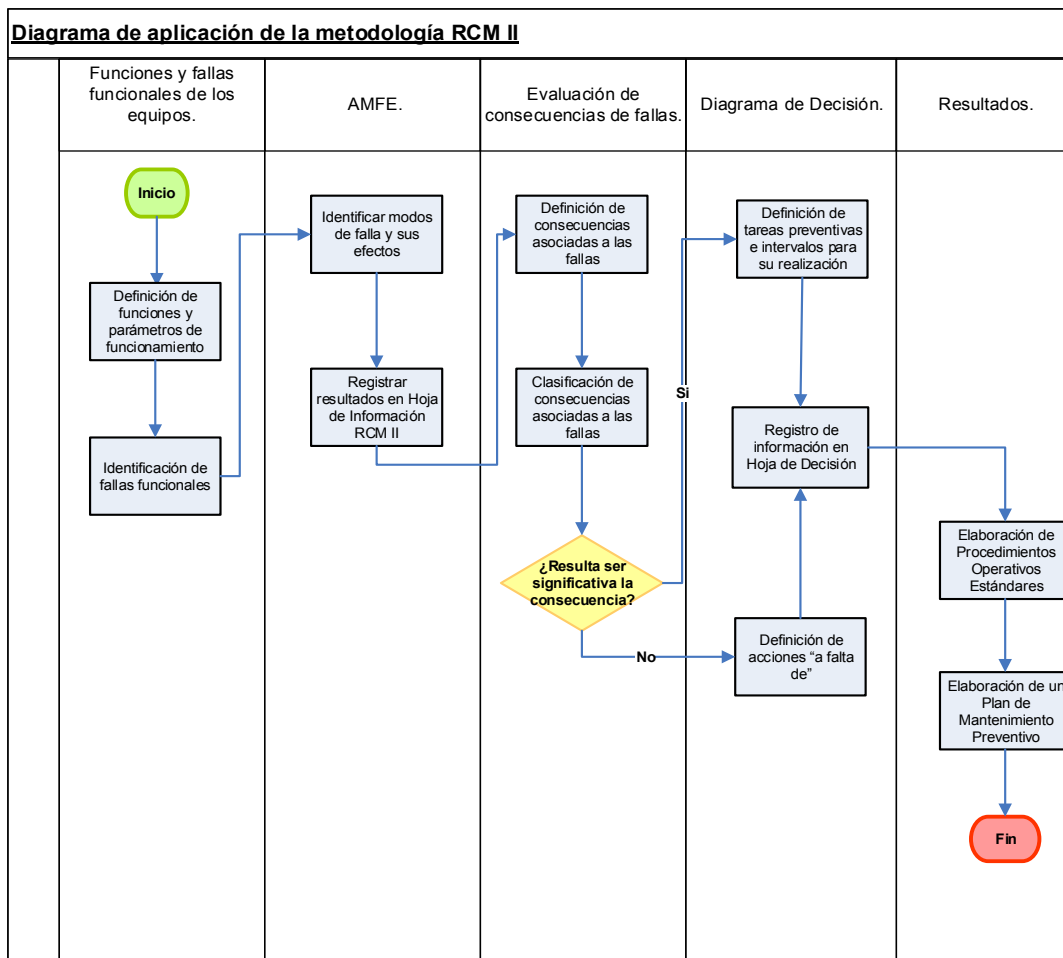 Diagrama de aplicación de la metodología RCM II
Funciones y fallas
funcionales de los
equipos.
AMFE.
Evaluación de
consecuencias de fallas.
Diagrama de Decisión.
Resultados.
Inicio
Definición de
funciones y
parámetros de
funcionamiento
Identificación de
fallas funcionales
Identificar modos
de falla y sus
efectos
Registrar
resultados en Hoja
de Información
RCM II
Definición de
consecuencias
asociadas a las
fallas
Clasificación de
consecuencias
asociadas a las
fallas
¿Resulta ser
significativa la
consecuencia?
Si
No
Definición de
tareas preventivas
e intervalos para
su realización
Registro de
información en
Hoja de Decisión
Definición de
acciones “a falta
de”
Elaboración de
Procedimientos
Operativos
Estándares
Elaboración de un
Plan de
Mantenimiento
Preventivo
Fin